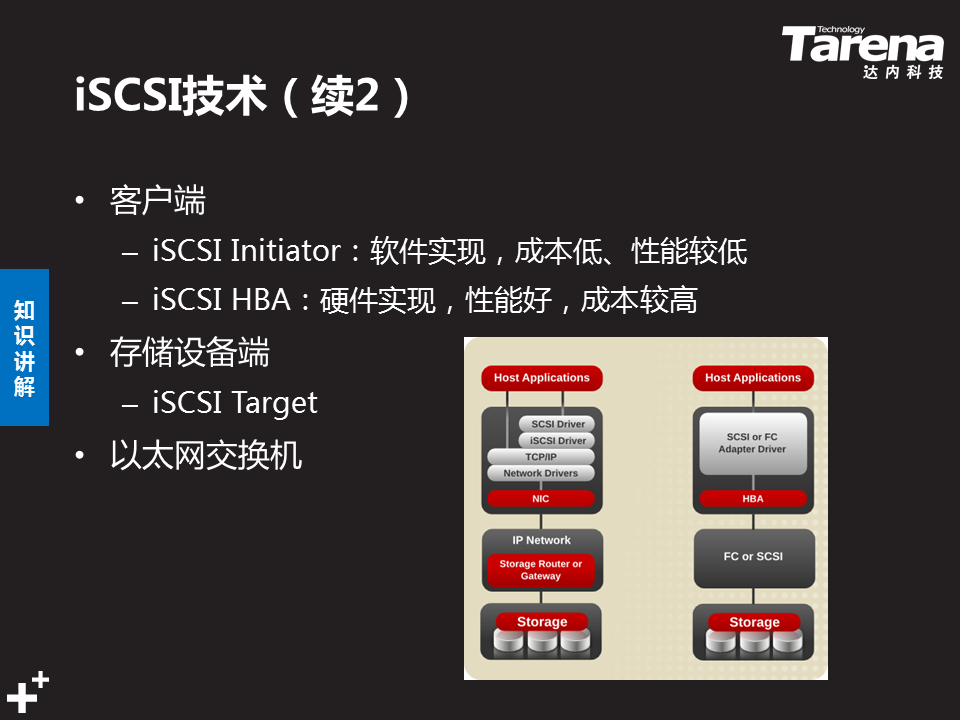 Technology
Tarena
达内科技
iSCSI技术（续2）
• 客户端
– iSCSI Initiator：软件实现，成本低、性能较低
– iSCSI HBA：硬件实现，性能好，成本较高
• 存储设备端
– iSCSI Target
• 以太网交换机
知识讲解
Host Applications
SCSI Driver
iSCSI Driver
TCP/IP
Network Drivers
NIC
IP Network
Storage Router or
Gateway
Storage
Host Applications
SCSI or FC
Adapter Driver
HBA
FC or SCSI
Storage